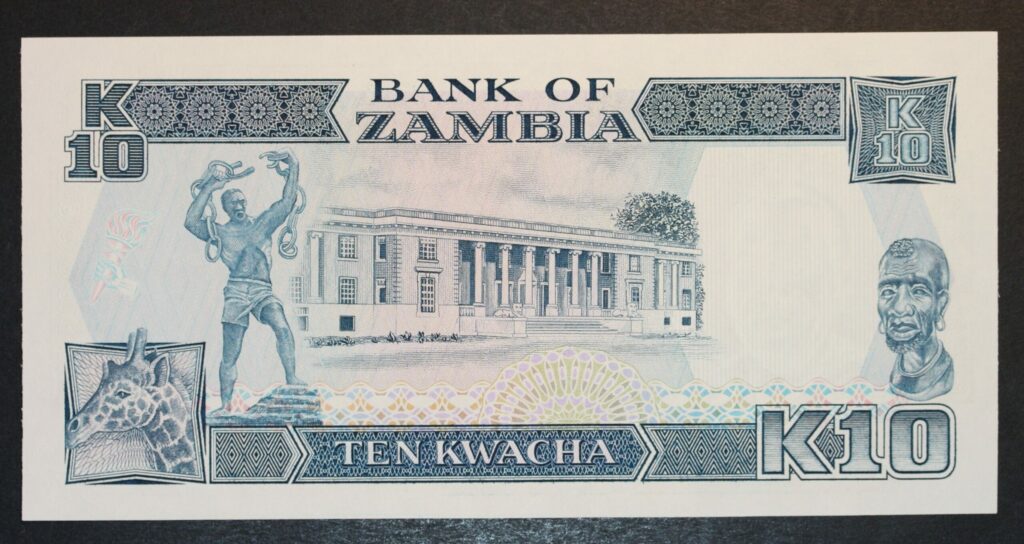 BANK OF
ZAMBIA
K
10
K
10
TEN KWACHA
K10